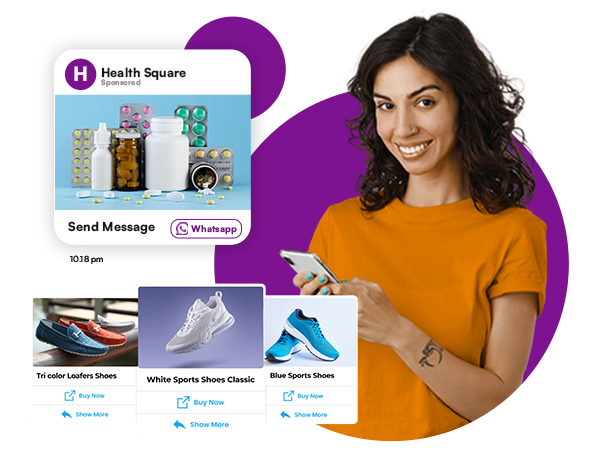 H
Health Square
Sponsored
Send Message
Whatsapp
10.18 pm
Tri color Loafers Shoes
Buy Now
Show More
White Sports Shoes Classic
Buy Now
Show More
Blue Sports Shoes
Buy Now
Show More